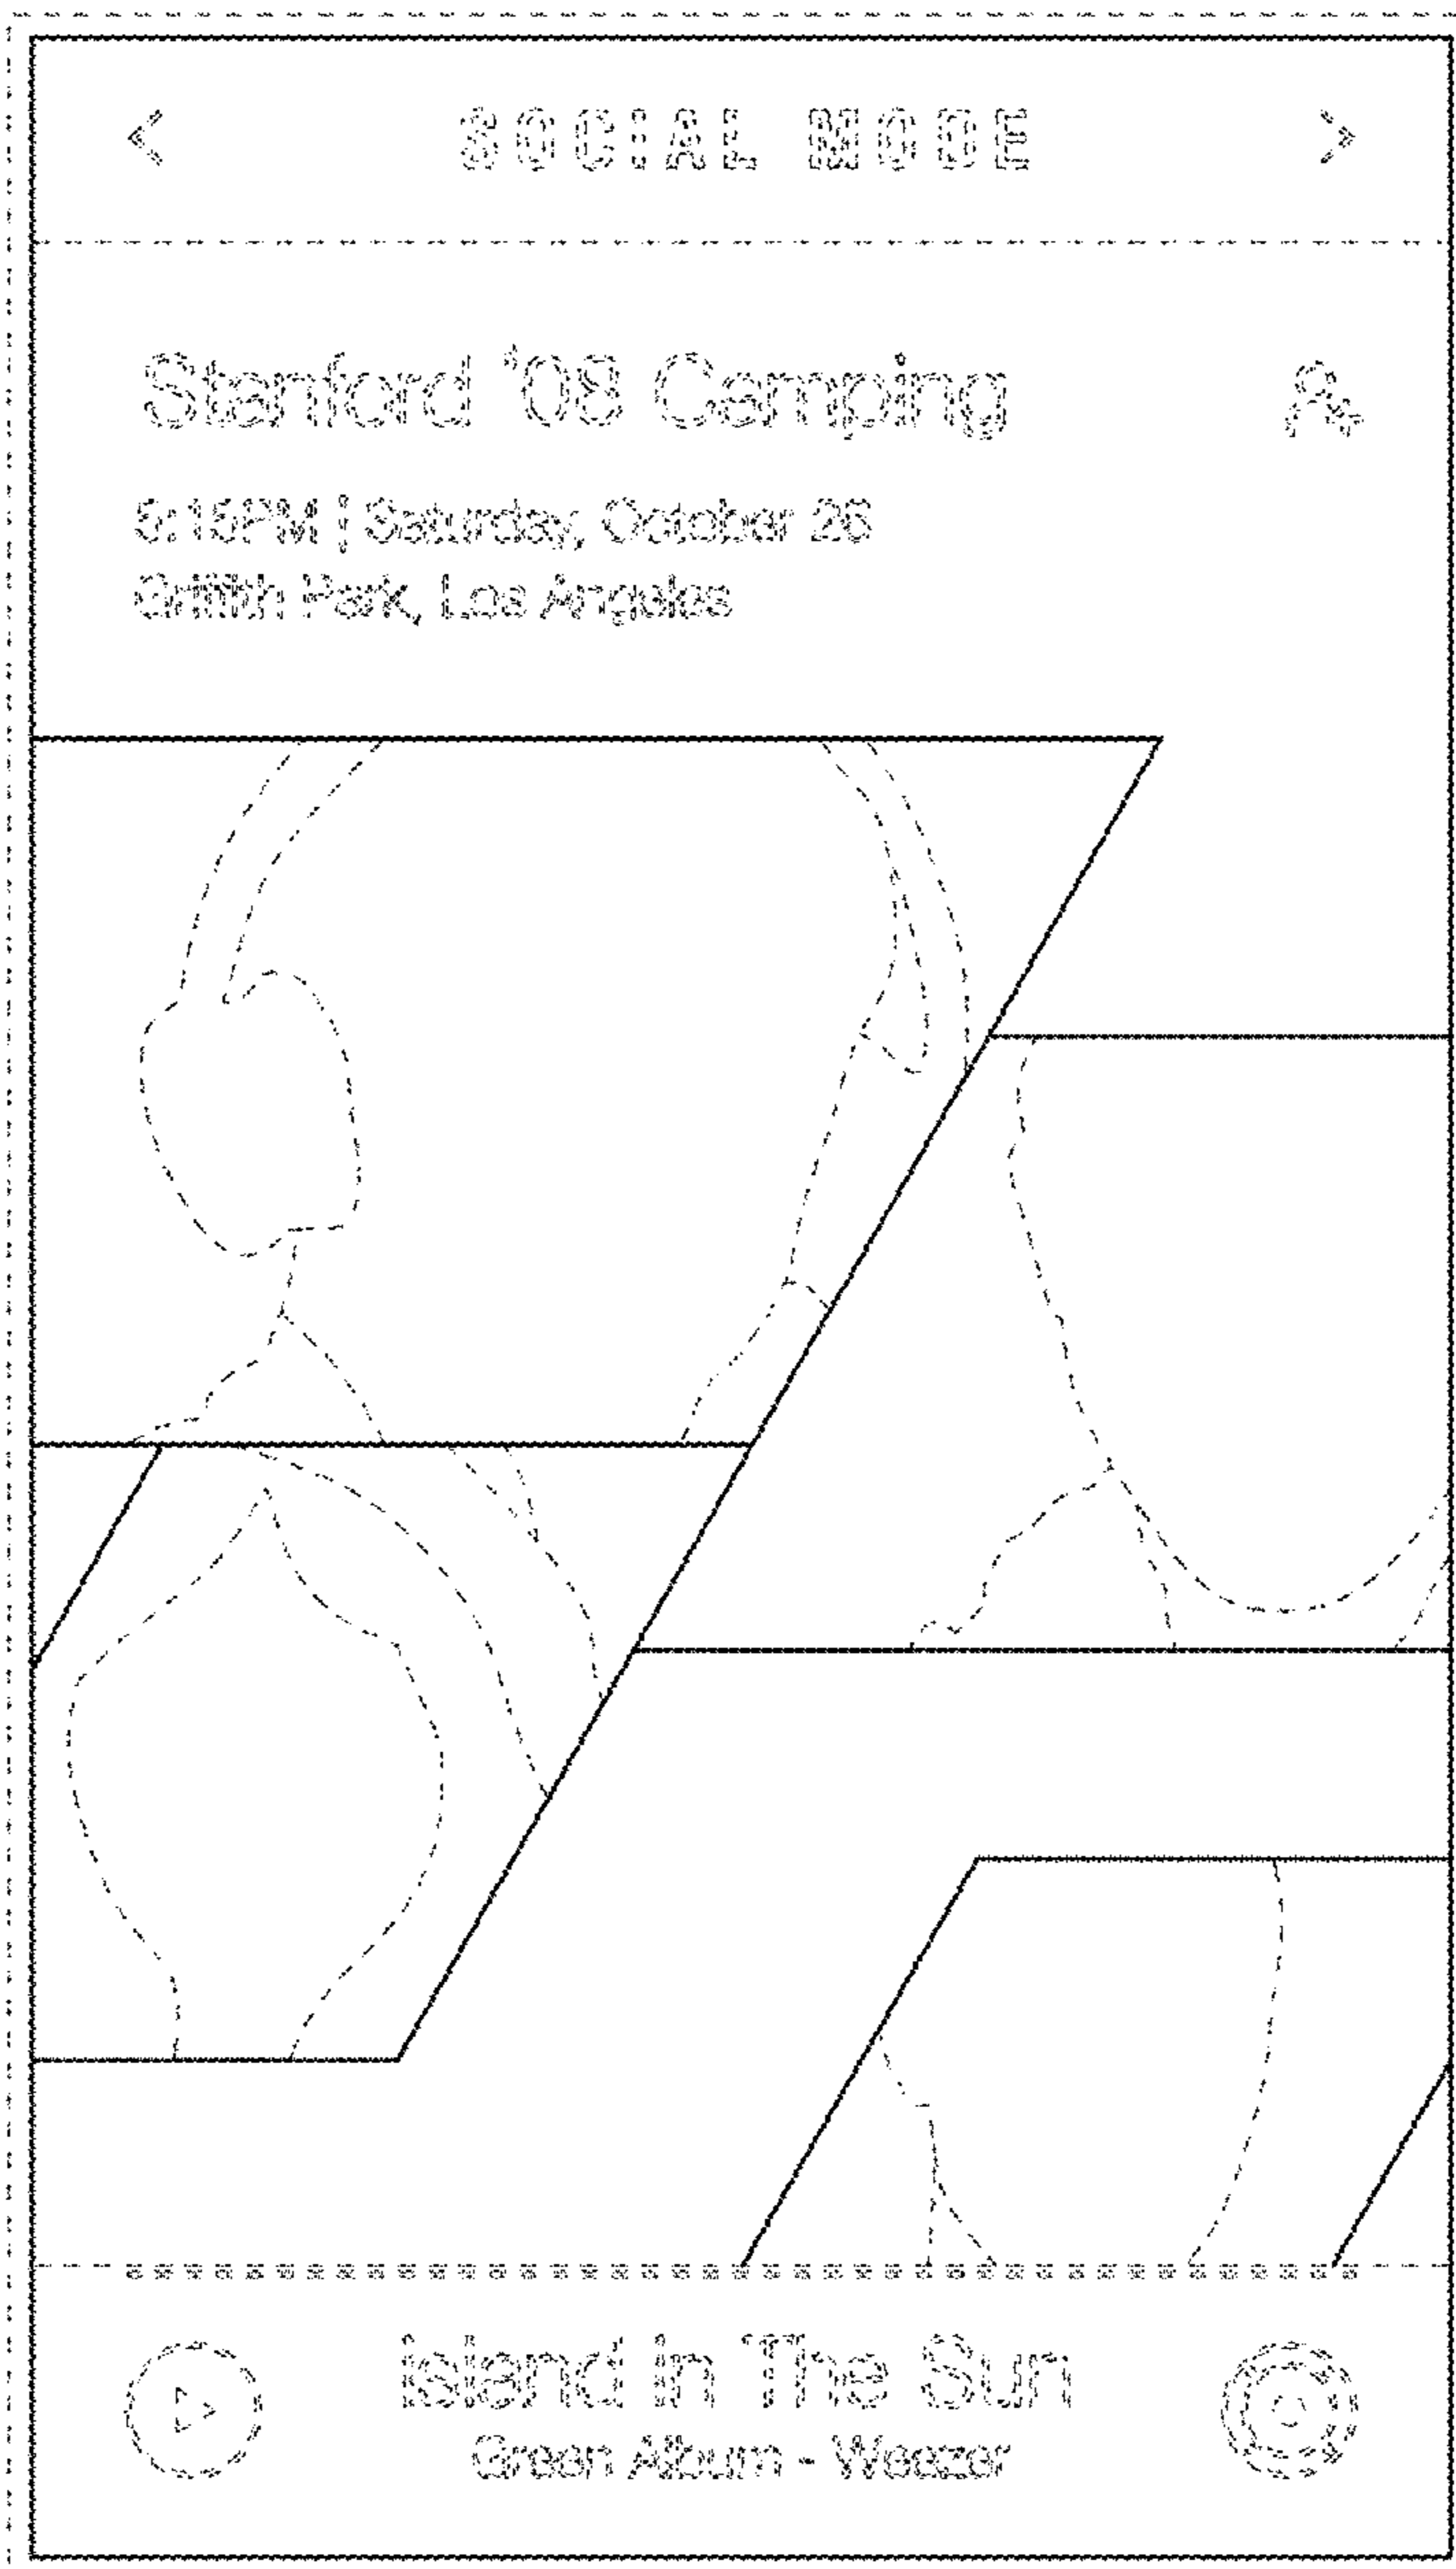 SOCIAL MODE
Stanford '08 Camping
5:15PM | Saturday, October 26
Griffith Park, Los Angeles
Island In The Sun
Green Album - Weezer